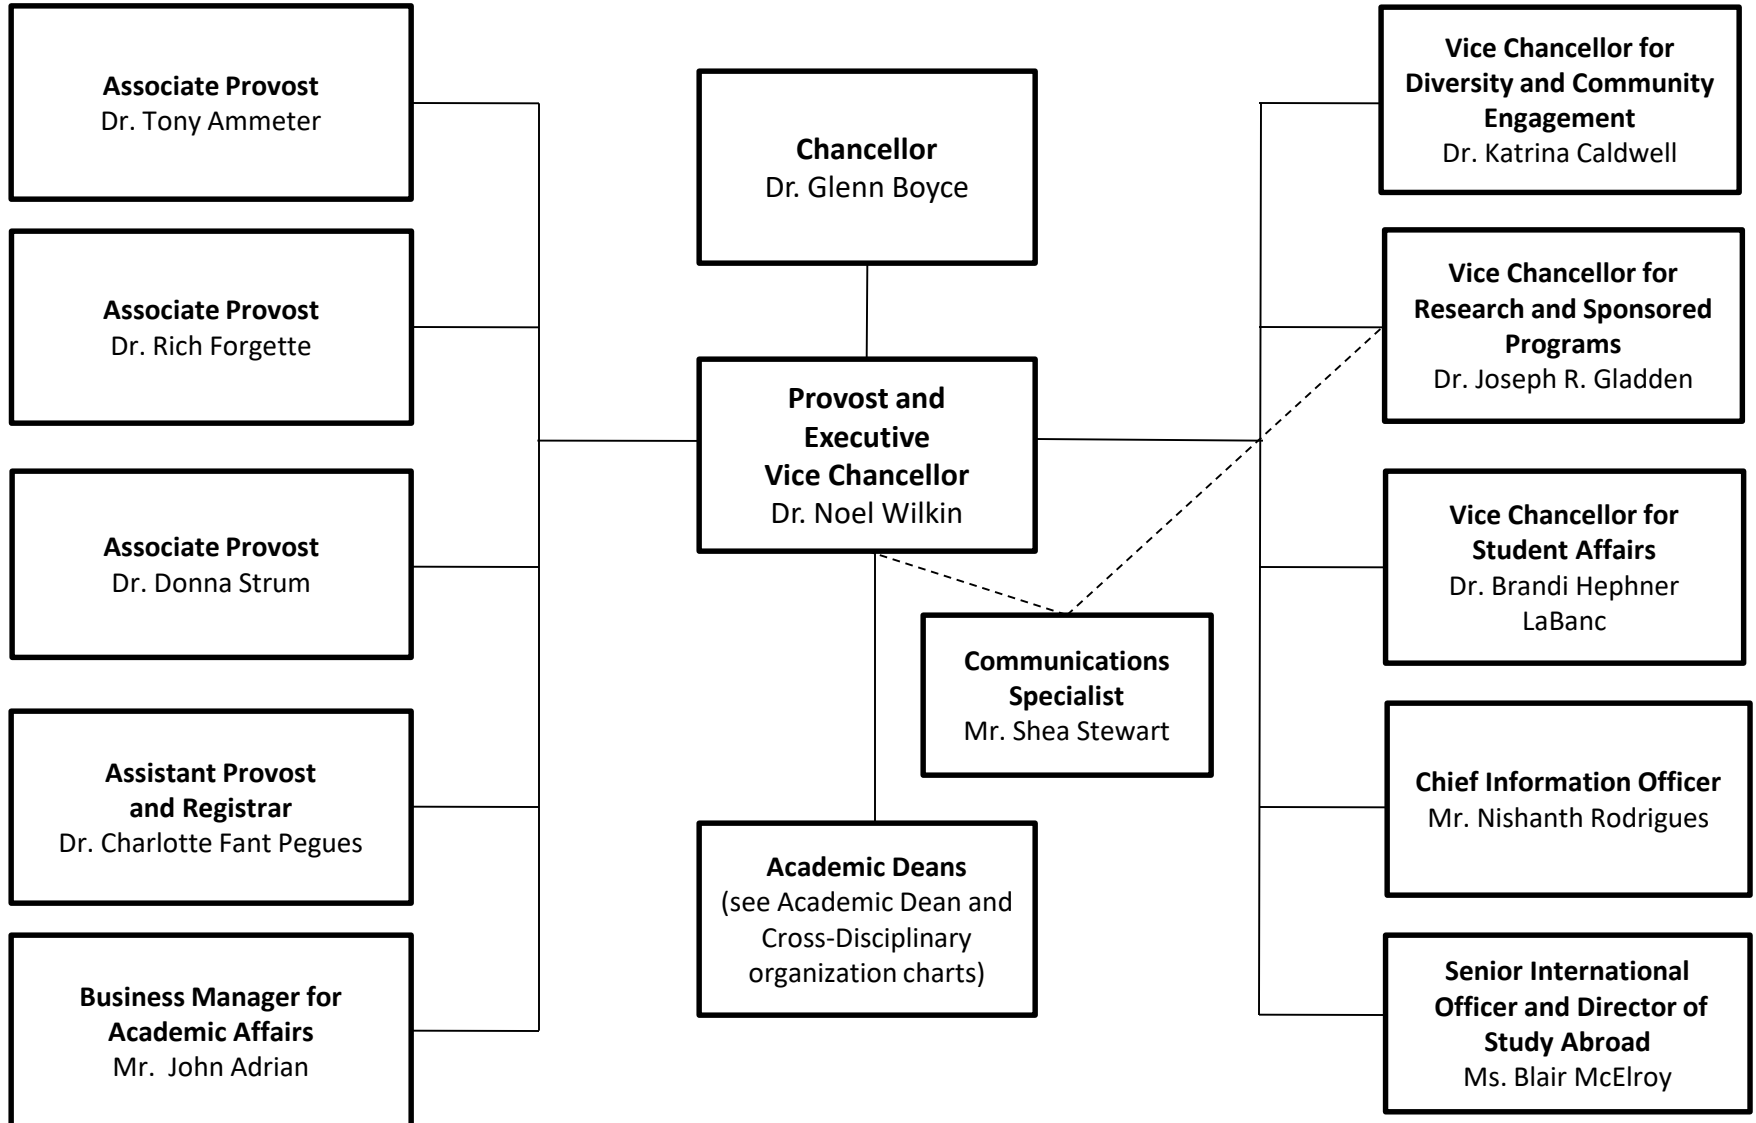 Associate Provost
Dr. Tony Ammeter
Associate Provost
Dr. Rich Forgette
Associate Provost
Dr. Donna Strum
Assistant Provost
and Registrar
Dr. Charlotte Fant Pegues
Business Manager for
Academic Affairs
Mr. John Adrian
Chancellor
Dr. Glenn Boyce
Provost and
Executive
Vice Chancellor
Dr. Noel Wilkin
Communications
Specialist
Mr. Shea Stewart
Academic Deans
(see Academic Dean and
Cross-Disciplinary
organization charts)
Vice Chancellor for
Diversity and Community
Engagement
Dr. Katrina Caldwell
Vice Chancellor for
Research and Sponsored
Programs
Dr. Joseph R. Gladden
Vice Chancellor for
Student Affairs
Dr. Brandi Hephner
LaBanc
Chief Information Officer
Mr. Nishanth Rodrigues
Senior International
Officer and Director of
Study Abroad
Ms. Blair McElroy